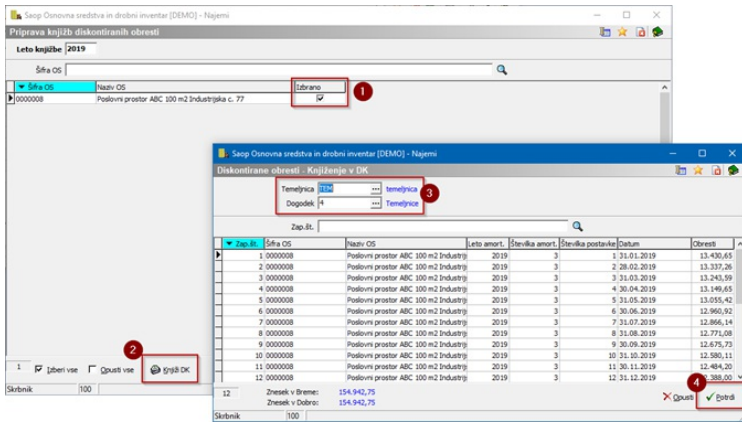 Saop Osnovna sredstva in drobni inventar [DEMO] - Najemi
Priprava knjižb diskontiranih obresti
Leto knjižbe 2019
Šifra OS
Šifra OS Naziv OS Izbrano
0000008 Poslovni prostor ABC 100 m2 Industrijska c. 77
1
2
1 Izberi vse Opusti vse Knjiži DK
Skrbnik 100
Saop Osnovna sredstva in drobni inventar [DEMO] - Najemi
Diskontirane obresti - Knjiženje v DK
Temeljnica TEM ... temeljnica
Dogodek 4 ... Temeljnice
3
Zap.št.
Zap.št. Šifra OS Naziv OS Leto amort. Številka amort. Številka postavke Datum Obresti
1 0000008 Poslovni prostor ABC 100 m2 Industrij 2019 3 1 31.01.2019 13.430,65
2 0000008 Poslovni prostor ABC 100 m2 Industrij 2019 3 2 28.02.2019 13.337,26
3 0000008 Poslovni prostor ABC 100 m2 Industrij 2019 3 3 31.03.2019 13.243,59
4 0000008 Poslovni prostor ABC 100 m2 Industrij 2019 3 4 30.04.2019 13.149,65
5 0000008 Poslovni prostor ABC 100 m2 Industrij 2019 3 5 31.05.2019 13.055,42
6 0000008 Poslovni prostor ABC 100 m2 Industrij 2019 3 6 30.06.2019 12.960,92
7 0000008 Poslovni prostor ABC 100 m2 Industrij 2019 3 7 31.07.2019 12.866,14
8 0000008 Poslovni prostor ABC 100 m2 Industrij 2019 3 8 31.08.2019 12.771,08
9 0000008 Poslovni prostor ABC 100 m2 Industrij 2019 3 9 30.09.2019 12.675,73
10 0000008 Poslovni prostor ABC 100 m2 Industrij 2019 3 10 31.10.2019 12.580,11
11 0000008 Poslovni prostor ABC 100 m2 Industrij 2019 3 11 30.11.2019 12.484,20
12 0000008 Poslovni prostor ABC 100 m2 Industrij 2019 3 12 31.12.2019 12.388,00
4
12 Znesek v Breme: 154.942,75
Znesek v Dobro: 154.942,75
Opusti Potrdi
Skrbnik 100